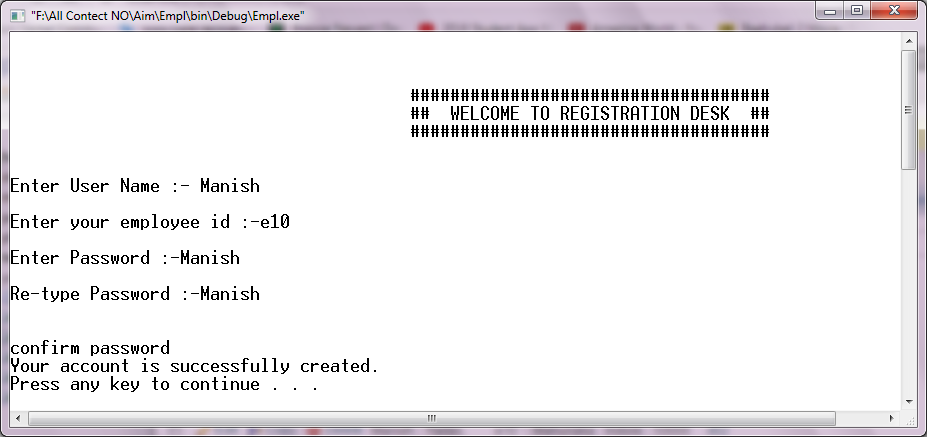 "F:\All Contect NO\Aim\Empl\bin\Debug\Empl.exe"
####################################
## WELCOME TO REGISTRATION DESK ##
####################################
Enter User Name :- Manish
Enter your employee id :-e10
Enter Password :-Manish
Re-type Password :-Manish
confirm password
Your account is successfully created.
Press any key to continue . . .